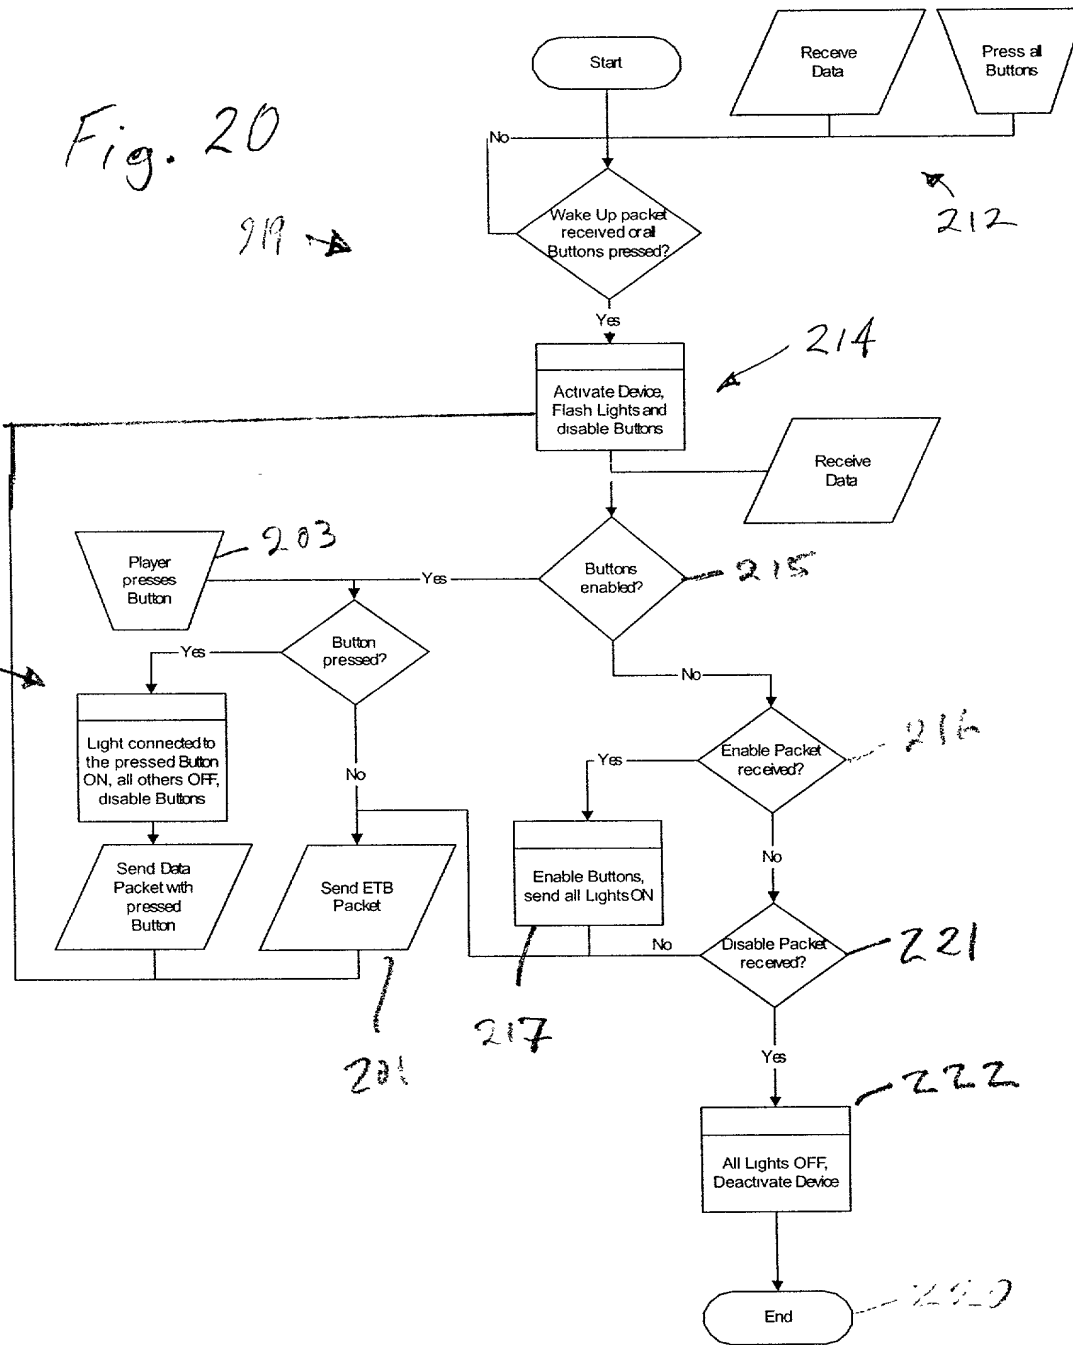 Start
Receive
Data
Press all
Buttons
Fig. 20
No
212
919
Wake Up packet
received or all
Buttons pressed?
Yes
214
Activate Device,
Flash Lights and
disable Buttons
Receive
Data
203
Player
presses
Button
Yes
Buttons
enabled?
215
Yes
Button
pressed?
No
Light connected to
the pressed Button
ON, all others OFF,
disable Buttons
Yes
Enable Packet
received?
216
No
No
Send Data
Packet with
pressed
Button
Send ETB
Packet
Enable Buttons,
send all Lights ON
No
Disable Packet
received?
221
201
217
Yes
222
All Lights OFF,
Deactivate Device
End